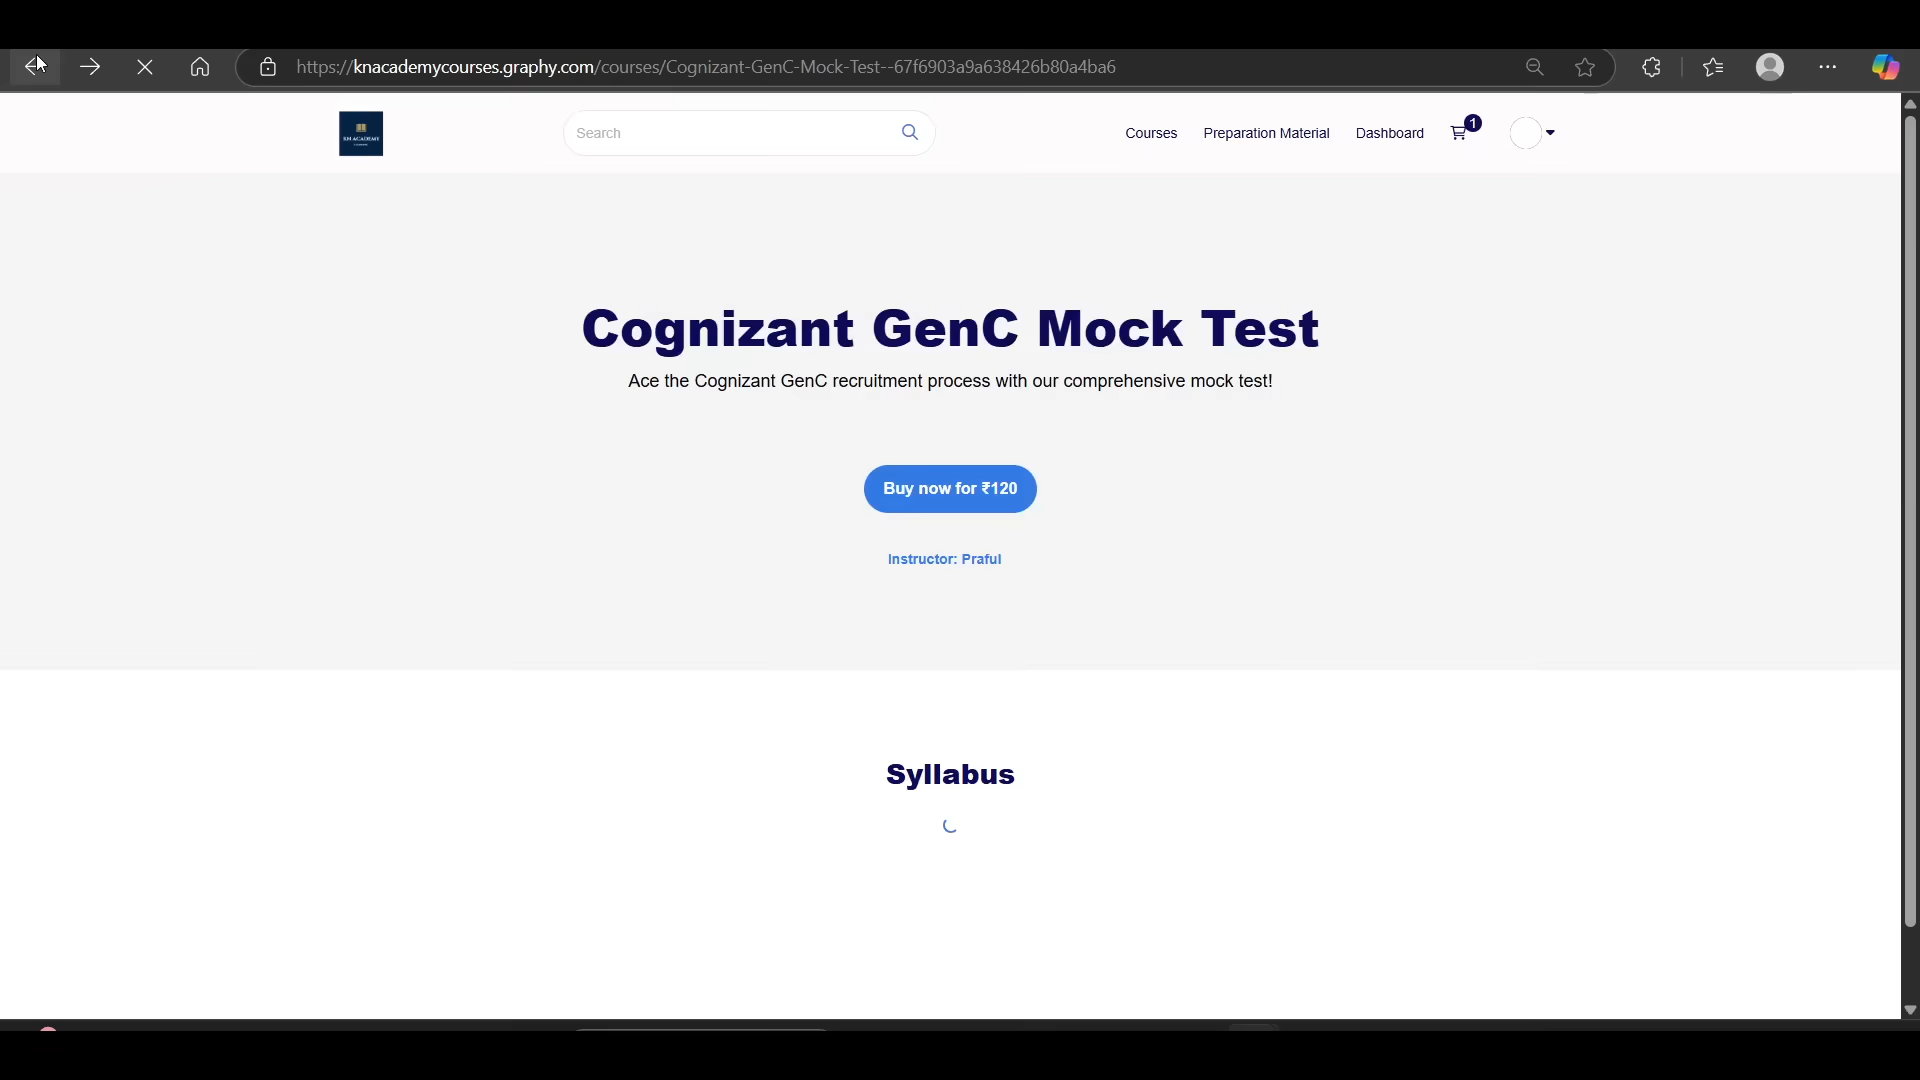 https://knacademycourses.graphy.com/courses/Cognizant-GenC-Mock-Test--67f6903a9a638426b80a4ba6
KN ACADEMY
Search
Courses
Preparation Material
Dashboard
1
Cognizant GenC Mock Test
Ace the Cognizant GenC recruitment process with our comprehensive mock test!
Buy now for ₹120
Instructor: Praful
Syllabus